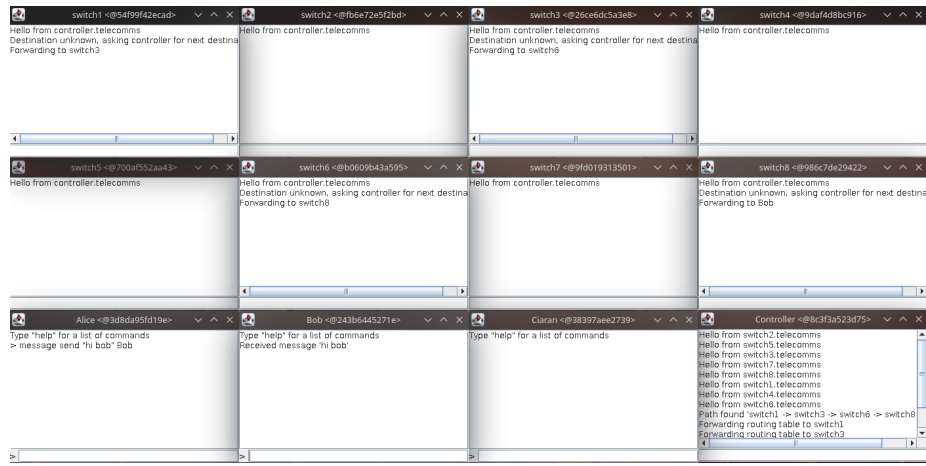 switch1 <@54f99f42ecad>
Hello from controller.telecomms
Destination unknown, asking controller for next destina
Forwarding to switch3
switch2 <@fb6e72e5f2bd>
Hello from controller.telecomms
switch3 <@26ce6dc5a3e8>
Hello from controller.telecomms
Destination unknown, asking controller for next destina
Forwarding to switch6
switch4 <@9daf4d8bc916>
Hello from controller.telecomms
switch5 <@700af552aa43>
Hello from controller.telecomms
switch6 <@b0609b43a595>
Hello from controller.telecomms
Destination unknown, asking controller for next destina
Forwarding to switch8
switch7 <@9fd019313501>
Hello from controller.telecomms
switch8 <@986c7de29422>
Hello from controller.telecomms
Destination unknown, asking controller for next destina
Forwarding to Bob
Alice <@3d8da95fd19e>
Type "help" for a list of commands
> message send "hi bob" Bob
>
Bob <@243b6445271e>
Type "help" for a list of commands
Received message 'hi bob'
>
Ciaran <@38397aee2739>
Type "help" for a list of commands
>
Controller <@8c3f3a523d75>
Hello from switch2.telecomms
Hello from switch5.telecomms
Hello from switch3.telecomms
Hello from switch7.telecomms
Hello from switch8.telecomms
Hello from switch1.telecomms
Hello from switch4.telecomms
Hello from switch6.telecomms
Path found 'switch1 -> switch3 -> switch6 -> switch8
Forwarding routing table to switch1
Forwarding routing table to switch3